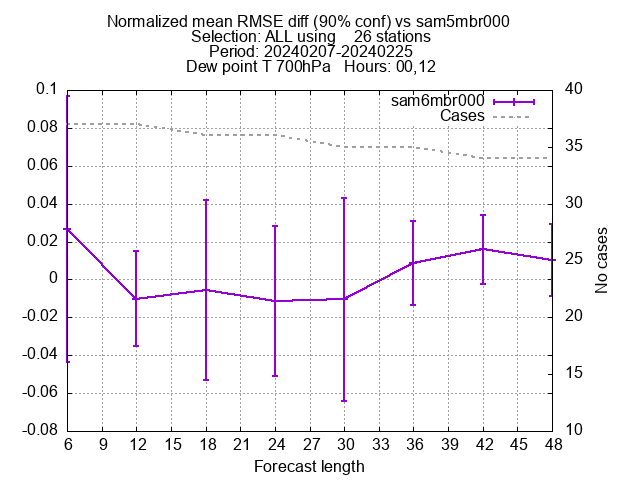 Normalized mean RMSE diff (90% conf) vs sam5mbr000
Selection: ALL using    26 stations
Period: 20240207-20240225
Dew point T 700hPa   Hours: 00,12
sam6mbr000
Cases
0.1
0.08
0.06
0.04
0.02
0
-0.02
-0.04
-0.06
-0.08
40
35
30
25
20
15
10
No cases
6 9 12 15 18 21 24 27 30 33 36 39 42 45 48
Forecast length